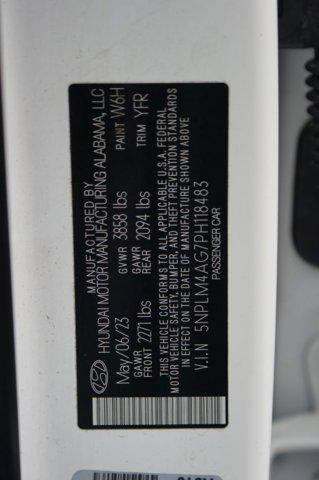 MANUFACTURED BY
HYUNDAI MOTOR MANUFACTURING ALABAMA, LLC
May/06/23 GVWR 3858 lbs PAINT W6H
GAWR FRONT 2271 lbs GAWR REAR 2094 lbs TRIM YFR
THIS VEHICLE CONFORMS TO ALL APPLICABLE U.S.A. FEDERAL
MOTOR VEHICLE SAFETY, BUMPER, AND THEFT PREVENTION STANDARDS
IN EFFECT ON THE DATE OF MANUFACTURE SHOWN ABOVE.
V.I.N 5NPLM4AG7PH118483
PASSENGER CAR